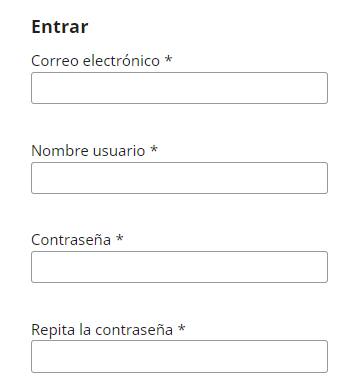 Entrar
Correo electrónico *
Nombre usuario *
Contraseña *
Repita la contraseña *